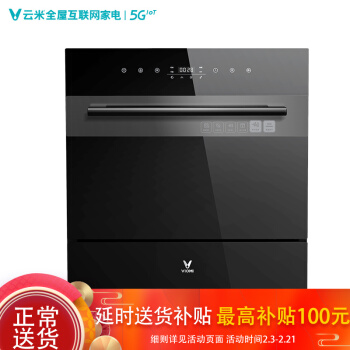 云米全屋互联网家电 | 5G IoT
00:28
VIOMI
正常送货
延时送货补贴 最高补贴100元
细则详见活动页面 活动时间2.3-2.21